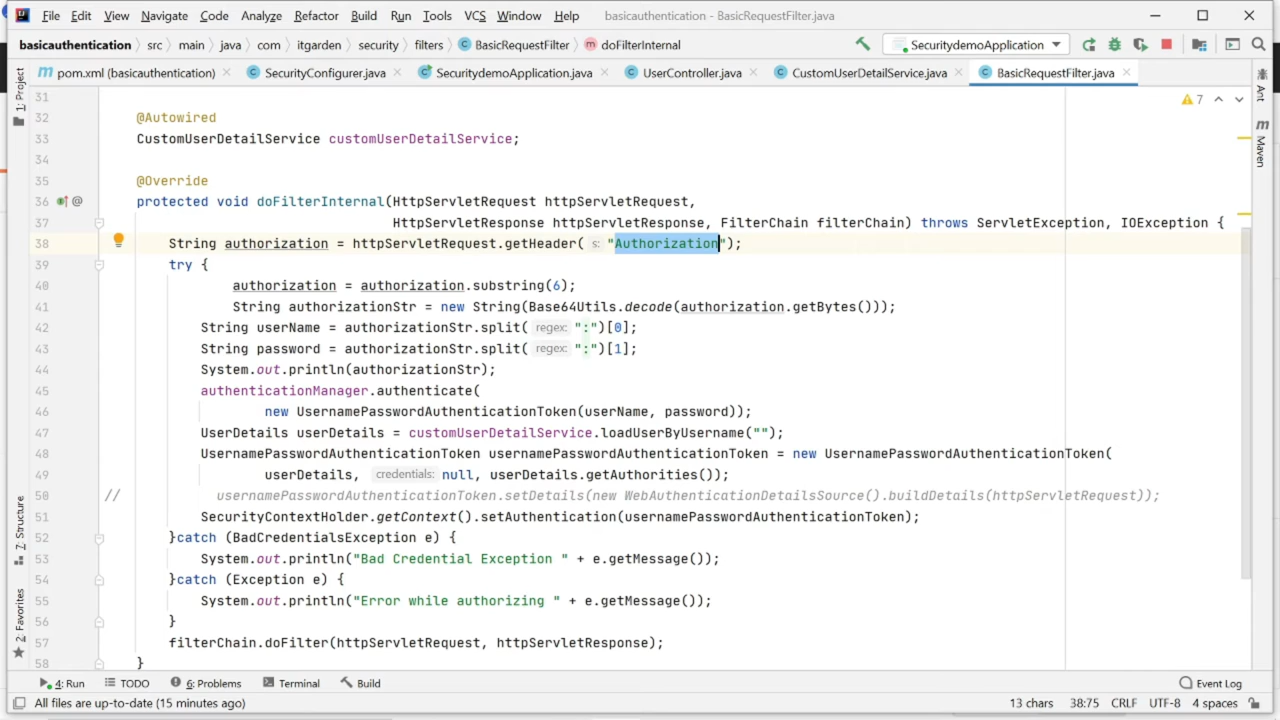 File Edit View Navigate Code Analyze Refactor Build Run Tools VCS Window Help basicauthentication - BasicRequestFilter.java
basicauthentication src main java com itgarden security filters BasicRequestFilter doFilterInternal SecuritydemoApplication
pom.xml (basicauthentication) SecurityConfigurer.java SecuritydemoApplication.java UserController.java CustomUserDetailService.java BasicRequestFilter.java
1: Project
Ant
Maven
7
31
32 @Autowired
33 CustomUserDetailService customUserDetailService;
34
35 @Override
36 @ protected void doFilterInternal(HttpServletRequest httpServletRequest,
37 HttpServletResponse httpServletResponse, FilterChain filterChain) throws ServletException, IOException {
38 String authorization = httpServletRequest.getHeader( s: "Authorization");
39 try {
40 authorization = authorization.substring(6);
41 String authorizationStr = new String(Base64Utils.decode(authorization.getBytes()));
42 String userName = authorizationStr.split( regex: ":")[0];
43 String password = authorizationStr.split( regex: ":")[1];
44 System.out.println(authorizationStr);
45 authenticationManager.authenticate(
46 new UsernamePasswordAuthenticationToken(userName, password));
47 UserDetails userDetails = customUserDetailService.loadUserByUsername("");
48 UsernamePasswordAuthenticationToken usernamePasswordAuthenticationToken = new UsernamePasswordAuthenticationToken(
49 userDetails, credentials: null, userDetails.getAuthorities());
50 // usernamePasswordAuthenticationToken.setDetails(new WebAuthenticationDetailsSource().buildDetails(httpServletRequest));
51 SecurityContextHolder.getContext().setAuthentication(usernamePasswordAuthenticationToken);
52 }catch (BadCredentialsException e) {
53 System.out.println("Bad Credential Exception " + e.getMessage());
54 }catch (Exception e) {
55 System.out.println("Error while authorizing " + e.getMessage());
56 }
57 filterChain.doFilter(httpServletRequest, httpServletResponse);
58 }
7: Structure
2: Favorites
4: Run TODO 6: Problems Terminal Build Event Log
All files are up-to-date (15 minutes ago) 13 chars 38:75 CRLF UTF-8 4 spaces